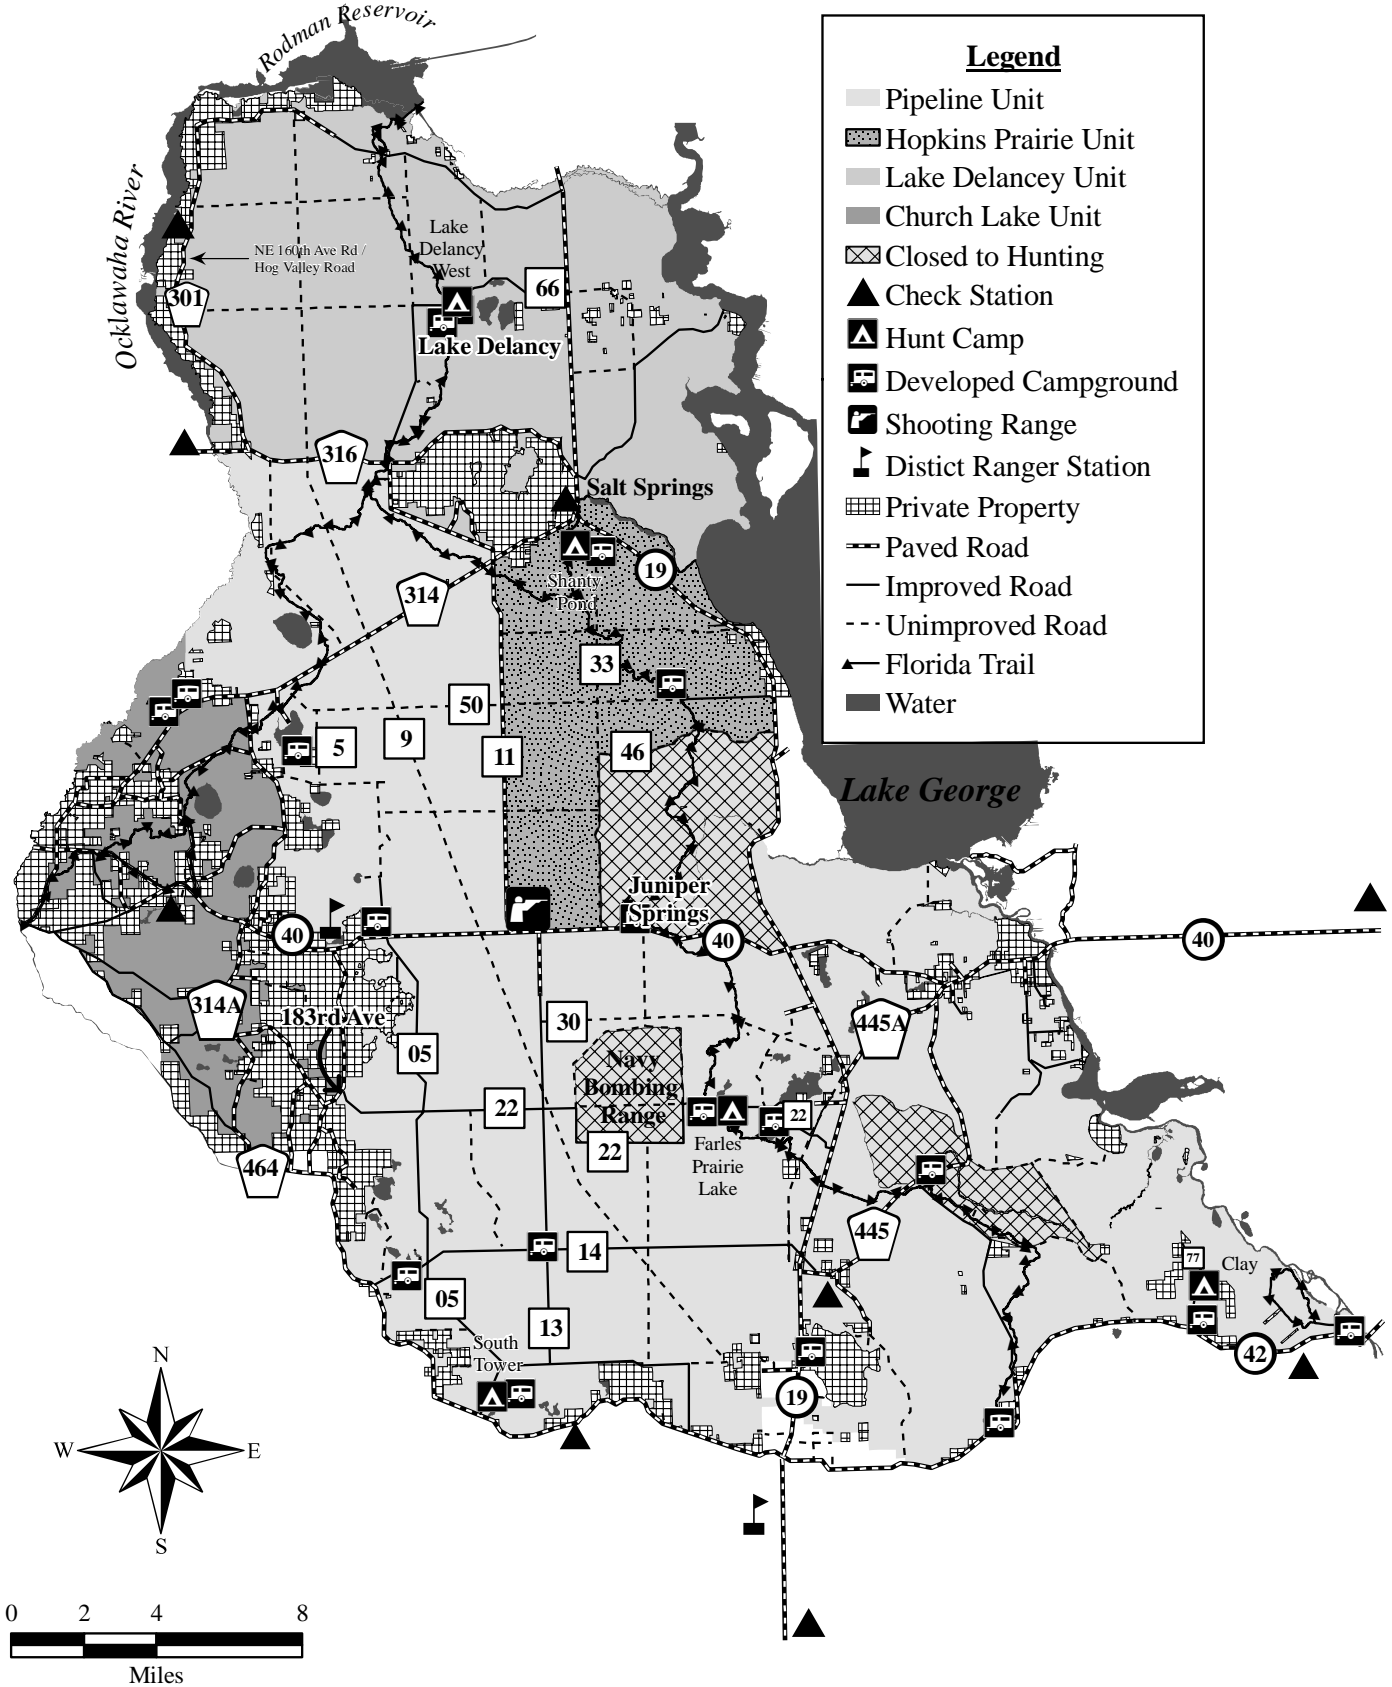 Rodman Reservoir
Legend
Pipeline Unit
Hopkins Prairie Unit
Lake Delancey Unit
Church Lake Unit
Closed to Hunting
Check Station
Hunt Camp
Developed Campground
Shooting Range
Distict Ranger Station
Private Property
Paved Road
Improved Road
Unimproved Road
Florida Trail
Water
Ocklawaha River
NE 160th Ave Rd /
Hog Valley Road
Lake
Delancy
West
66
301
Lake Delancy
316
Salt Springs
19
Shanty
Pond
314
33
50
5
9
11
46
Lake George
Juniper
Springs
40
40
40
314A
183rd Ave
445A
30
05
Navy
Bombing
Range
22
22
22
Farles
Prairie
Lake
464
445
14
77
Clay
05
13
South
Tower
42
19
N
W
E
S
0 2 4 8
Miles